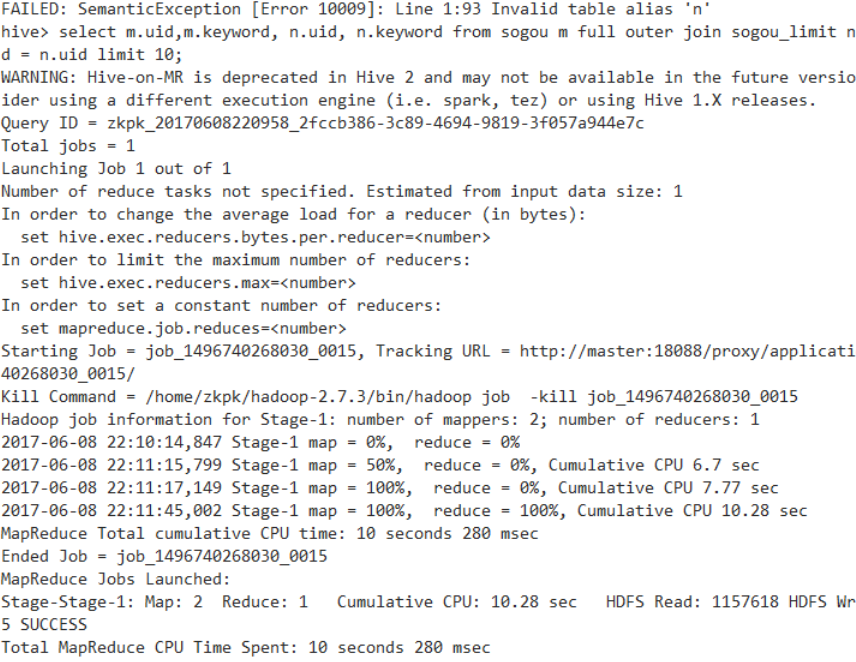 FAILED: SemanticException [Error 10009]: Line 1:93 Invalid table alias 'n'
hive> select m.uid,m.keyword, n.uid, n.keyword from sogou m full outer join sogou_limit n
d = n.uid limit 10;
WARNING: Hive-on-MR is deprecated in Hive 2 and may not be available in the future versio
ider using a different execution engine (i.e. spark, tez) or using Hive 1.X releases.
Query ID = zkpk_20170608220958_2fccb386-3c89-4694-9819-3f057a944e7c
Total jobs = 1
Launching Job 1 out of 1
Number of reduce tasks not specified. Estimated from input data size: 1
In order to change the average load for a reducer (in bytes):
  set hive.exec.reducers.bytes.per.reducer=<number>
In order to limit the maximum number of reducers:
  set hive.exec.reducers.max=<number>
In order to set a constant number of reducers:
  set mapreduce.job.reduces=<number>
Starting Job = job_1496740268030_0015, Tracking URL = http://master:18088/proxy/applicati
40268030_0015/
Kill Command = /home/zkpk/hadoop-2.7.3/bin/hadoop job  -kill job_1496740268030_0015
Hadoop job information for Stage-1: number of mappers: 2; number of reducers: 1
2017-06-08 22:10:14,847 Stage-1 map = 0%,  reduce = 0%
2017-06-08 22:11:15,799 Stage-1 map = 50%,  reduce = 0%, Cumulative CPU 6.7 sec
2017-06-08 22:11:17,149 Stage-1 map = 100%,  reduce = 0%, Cumulative CPU 7.77 sec
2017-06-08 22:11:45,002 Stage-1 map = 100%,  reduce = 100%, Cumulative CPU 10.28 sec
MapReduce Total cumulative CPU time: 10 seconds 280 msec
Ended Job = job_1496740268030_0015
MapReduce Jobs Launched:
Stage-Stage-1: Map: 2  Reduce: 1   Cumulative CPU: 10.28 sec   HDFS Read: 1157618 HDFS Wr
5 SUCCESS
Total MapReduce CPU Time Spent: 10 seconds 280 msec